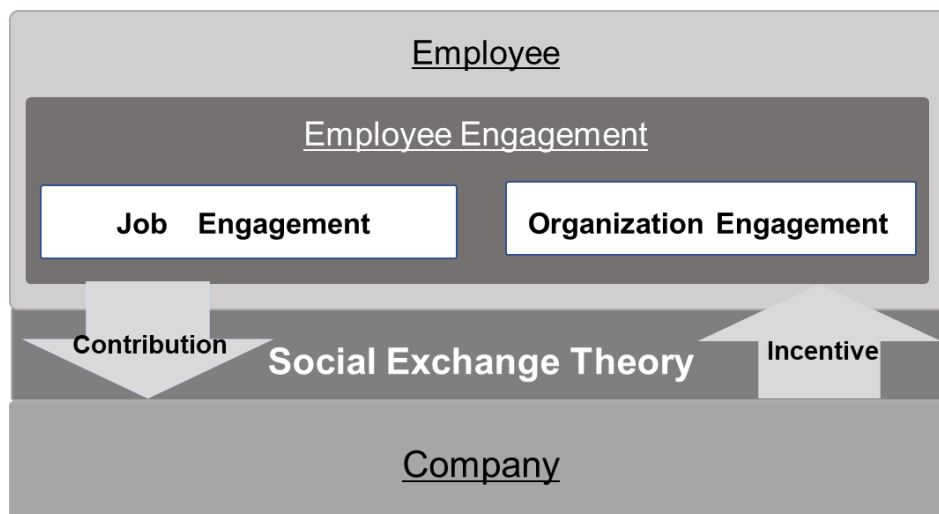 Employee
Employee Engagement
Job Engagement
Organization Engagement
Contribution
Social Exchange Theory
Incentive
Company